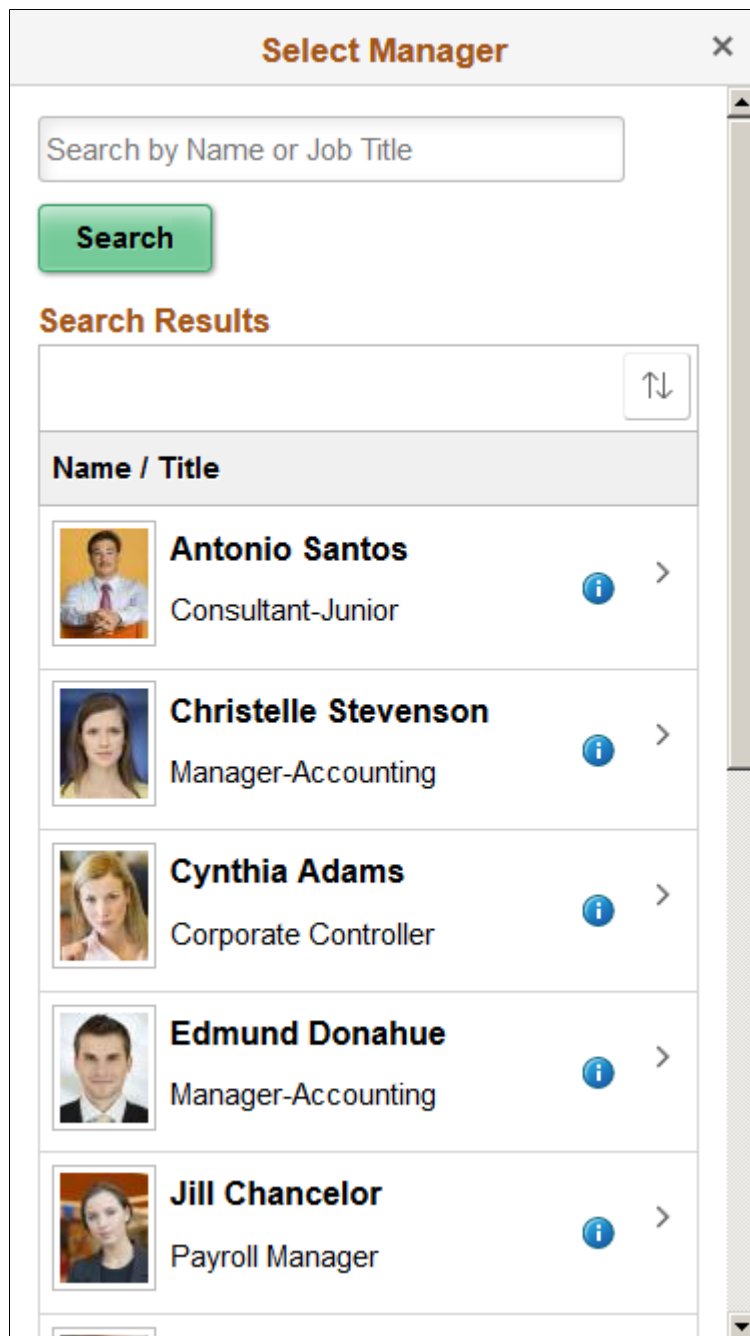 Select Manager
Search by Name or Job Title
Search
Search Results
Name / Title
Antonio Santos
Consultant-Junior
Christelle Stevenson
Manager-Accounting
Cynthia Adams
Corporate Controller
Edmund Donahue
Manager-Accounting
Jill Chancelor
Payroll Manager